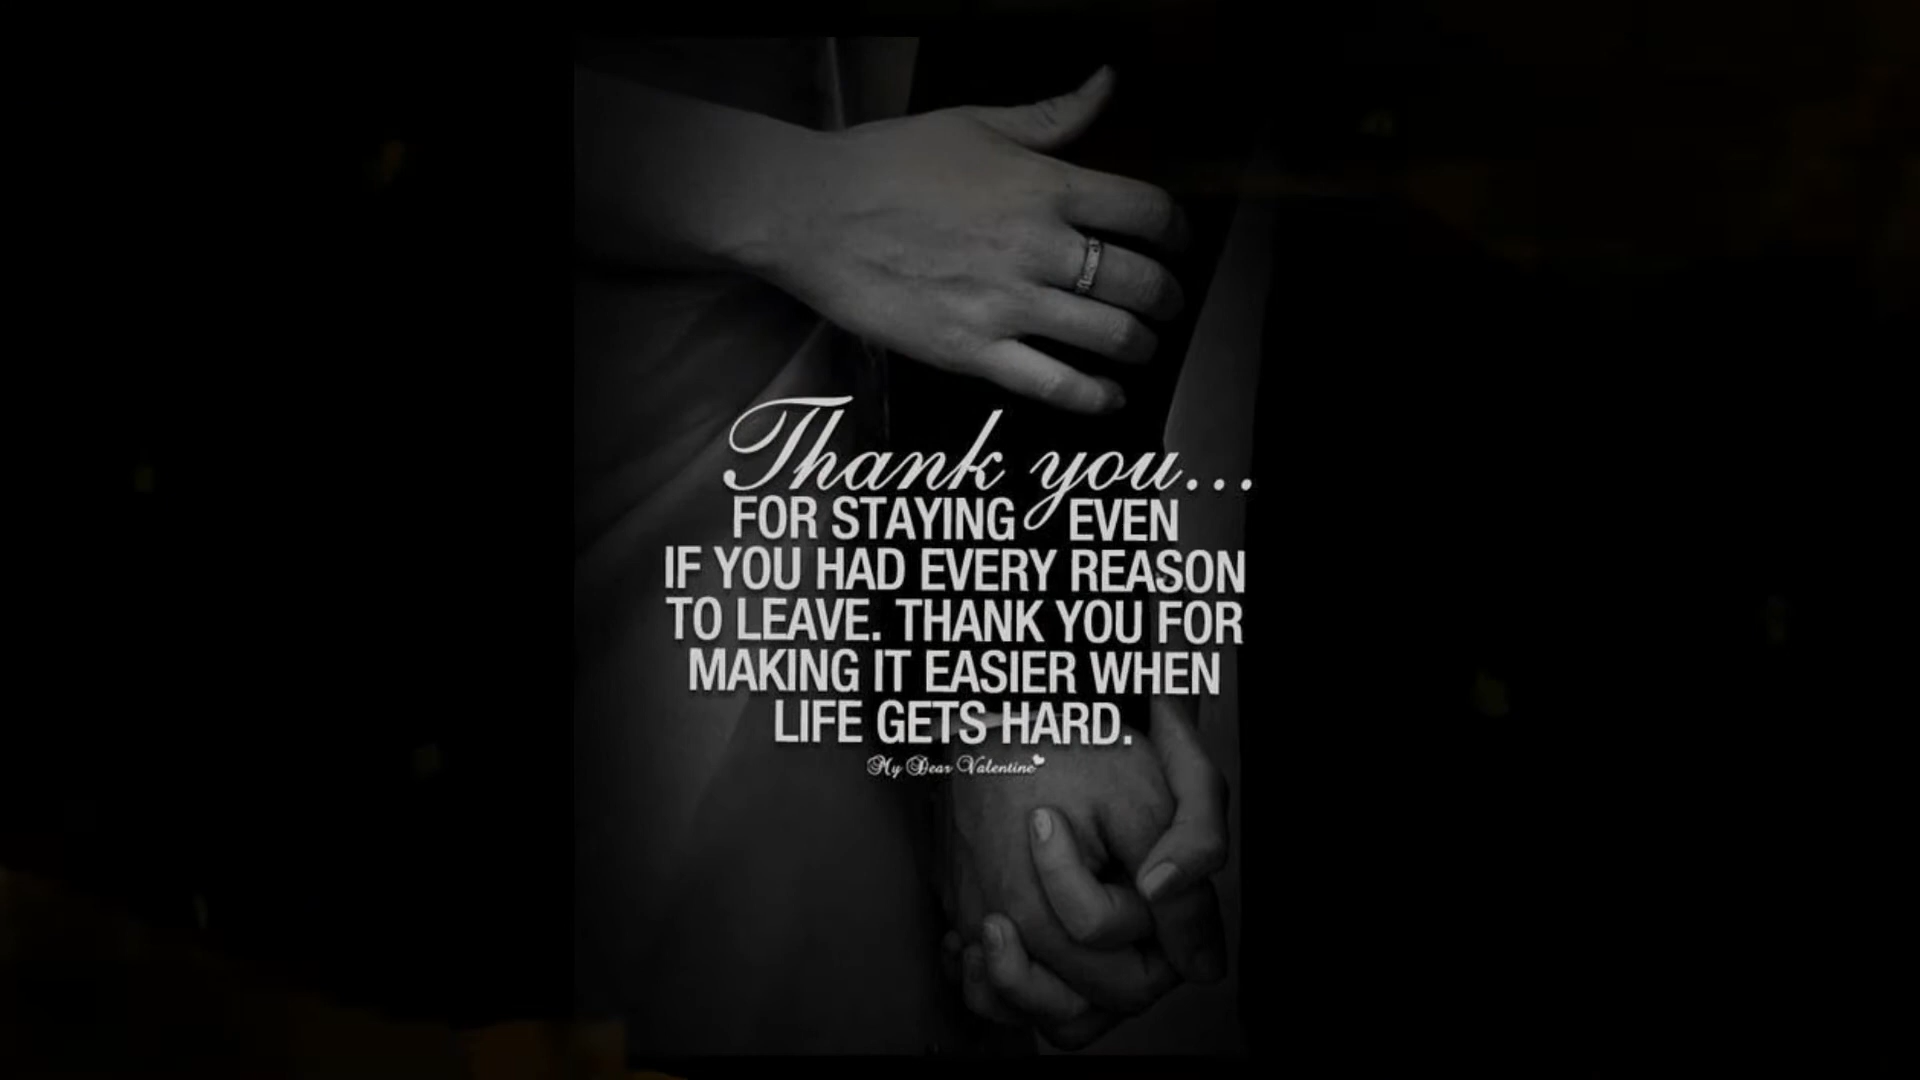 Thank you...
FOR STAYING EVEN
IF YOU HAD EVERY REASON
TO LEAVE. THANK YOU FOR
MAKING IT EASIER WHEN
LIFE GETS HARD.
My Dear Valentine